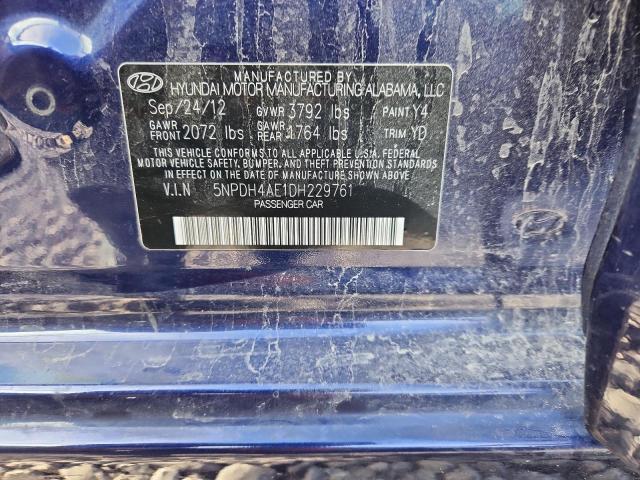 MANUFACTURED BY
HYUNDAI MOTOR MANUFACTURING ALABAMA, LLC
Sep/24/12 GVWR 3792 lbs PAINT Y4
GAWR FRONT 2072 lbs GAWR REAR 1764 lbs TRIM YD
THIS VEHICLE CONFORMS TO ALL APPLICABLE U.S.A. FEDERAL
MOTOR VEHICLE SAFETY, BUMPER, AND THEFT PREVENTION
STANDARDS IN EFFECT ON THE DATE OF MANUFACTURE SHOWN ABOVE.
V.I.N 5NPDH4AE1DH229761
PASSENGER CAR